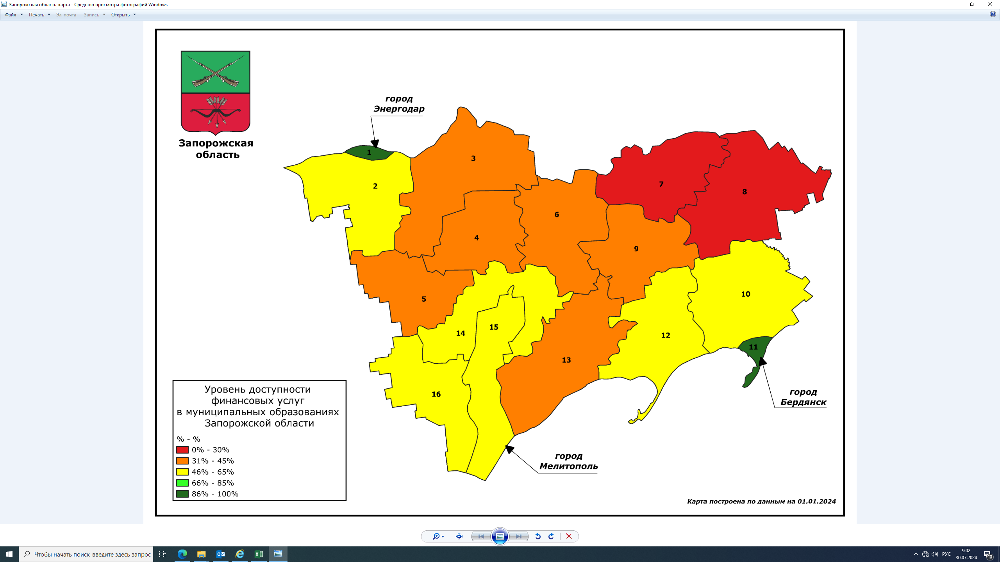 Запорожская область-карта - Средство просмотра фотографий Windows
Файл Печать Эл. почта Запись Открыть
Запорожская
область
город
Энергодар
1
2
3
4
5
6
7
8
9
10
11
12
13
14
15
16
город
Бердянск
город
Мелитополь
Уровень доступности
финансовых услуг
в муниципальных образованиях
Запорожской области
% - %
0% - 30%
31% - 45%
46% - 65%
66% - 85%
86% - 100%
Карта построена по данным на 01.01.2024
Чтобы начать поиск, введите здесь запрос
РУС
9:02
30.07.2024
10